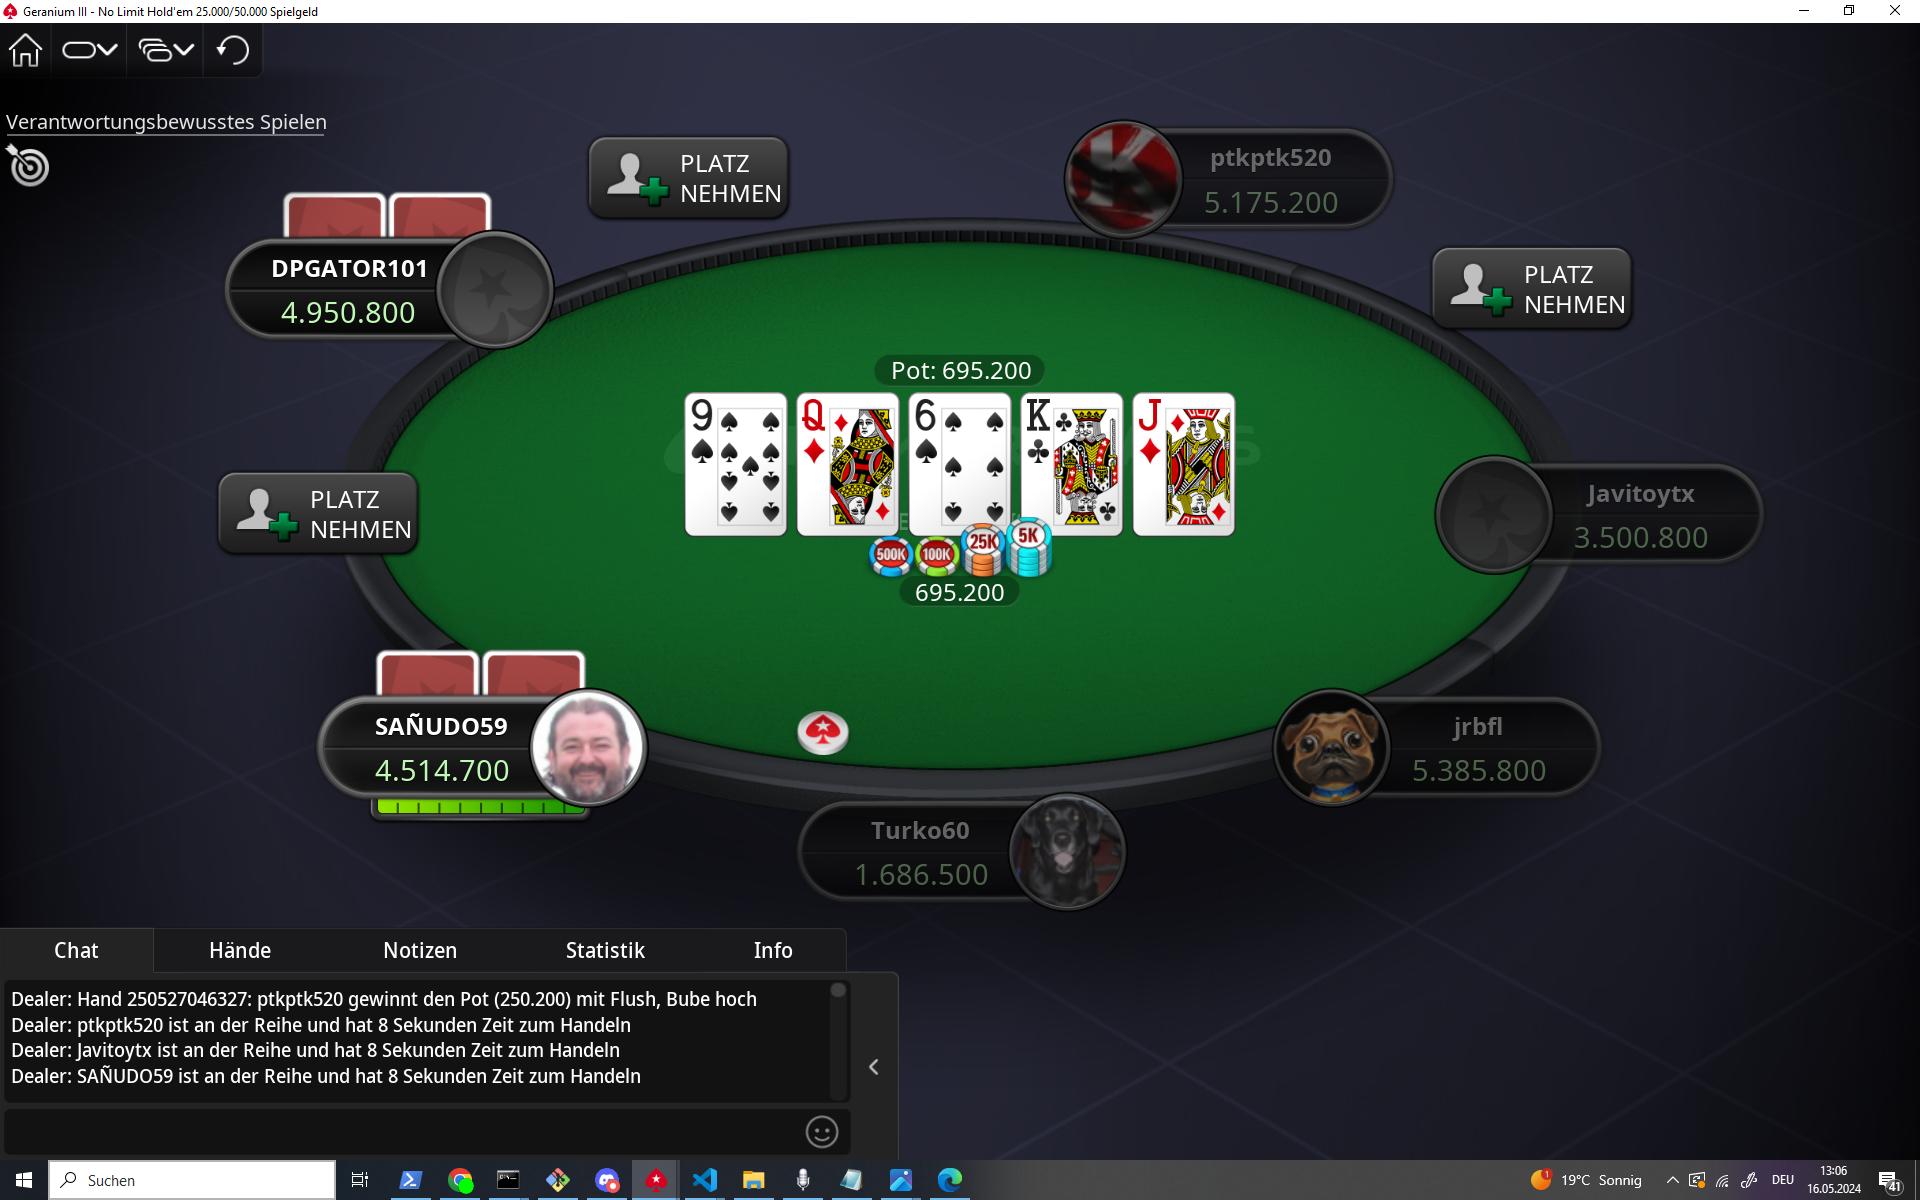 Geranium III - No Limit Hold'em 25.000/50.000 Spielgeld
Verantwortungsbewusstes Spielen
PLATZ
NEHMEN
ptkptk520
5.175.200
DPGATOR101
4.950.800
PLATZ
NEHMEN
Pot: 695.200
9
Q
6
K
J
PLATZ
NEHMEN
Javitoytx
3.500.800
500K
100K
25K
5K
695.200
SAÑUDO59
4.514.700
jrbfl
5.385.800
Turko60
1.686.500
Chat
Hände
Notizen
Statistik
Info
Dealer: Hand 250527046327: ptkptk520 gewinnt den Pot (250.200) mit Flush, Bube hoch
Dealer: ptkptk520 ist an der Reihe und hat 8 Sekunden Zeit zum Handeln
Dealer: Javitoytx ist an der Reihe und hat 8 Sekunden Zeit zum Handeln
Dealer: SAÑUDO59 ist an der Reihe und hat 8 Sekunden Zeit zum Handeln
Suchen
1
19°C Sonnig
DEU
13:06
16.05.2024
41